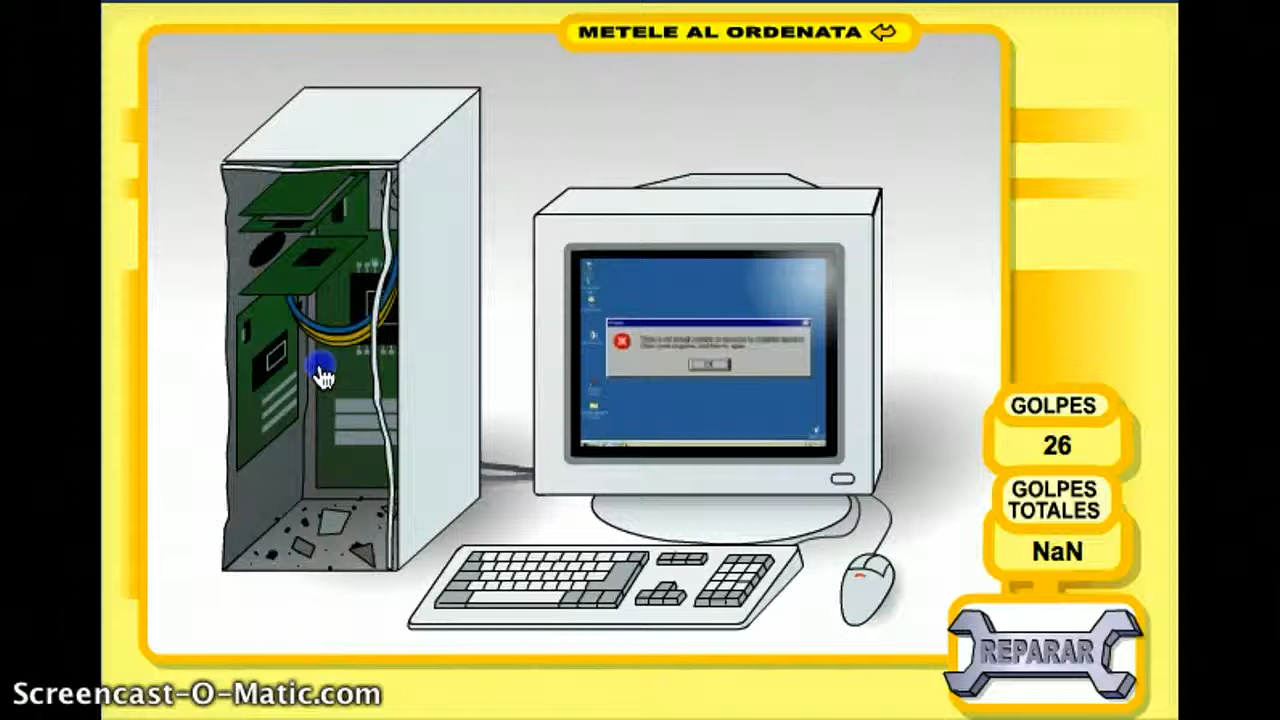 METELE AL ORDENATA
GOLPES
26
GOLPES
TOTALES
NaN
REPARAR
Screencast-O-Matic.com